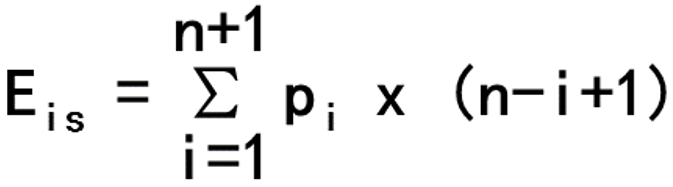 n+1
E_is = ∑ p_i x (n-i+1)
i=1